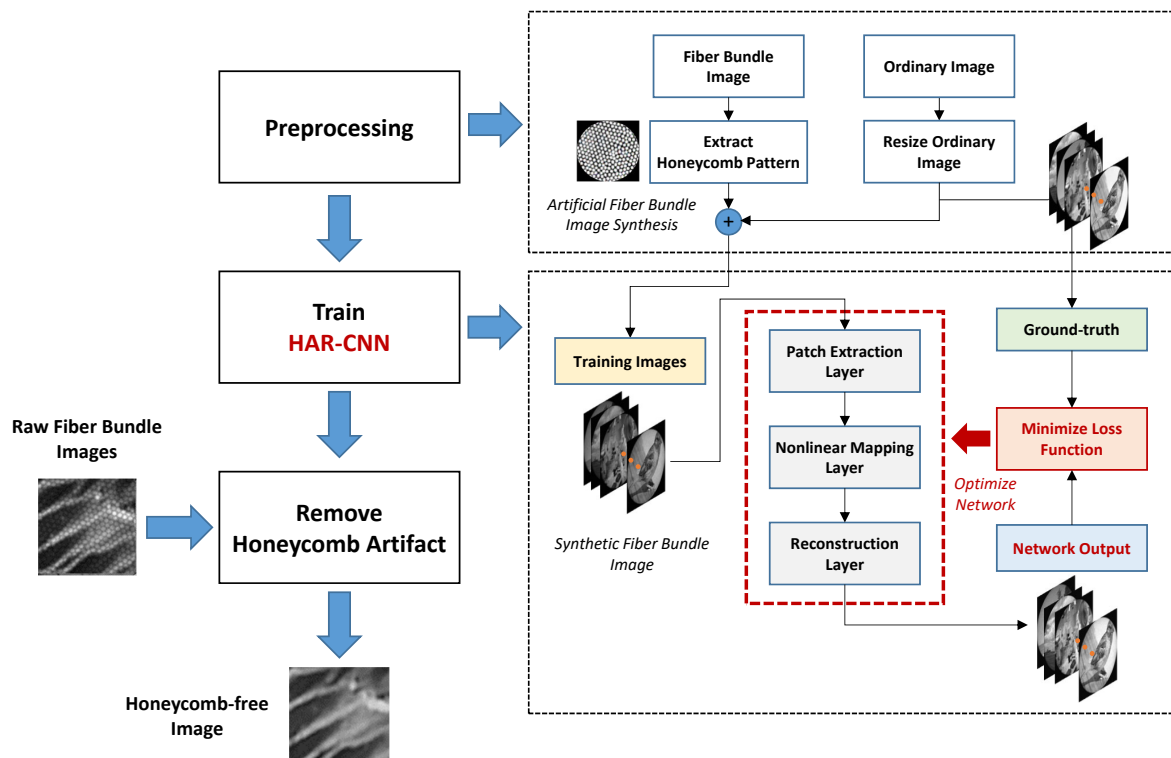 Preprocessing
Fiber Bundle
Image
Ordinary Image
Extract
Honeycomb Pattern
Resize Ordinary
Image
Artificial Fiber Bundle
Image Synthesis
+
Train
HAR-CNN
Training Images
Synthetic Fiber Bundle
Image
Patch Extraction
Layer
Nonlinear Mapping
Layer
Reconstruction
Layer
Ground-truth
Minimize Loss
Function
Optimize
Network
Network Output
Raw Fiber Bundle
Images
Remove
Honeycomb Artifact
Honeycomb-free
Image